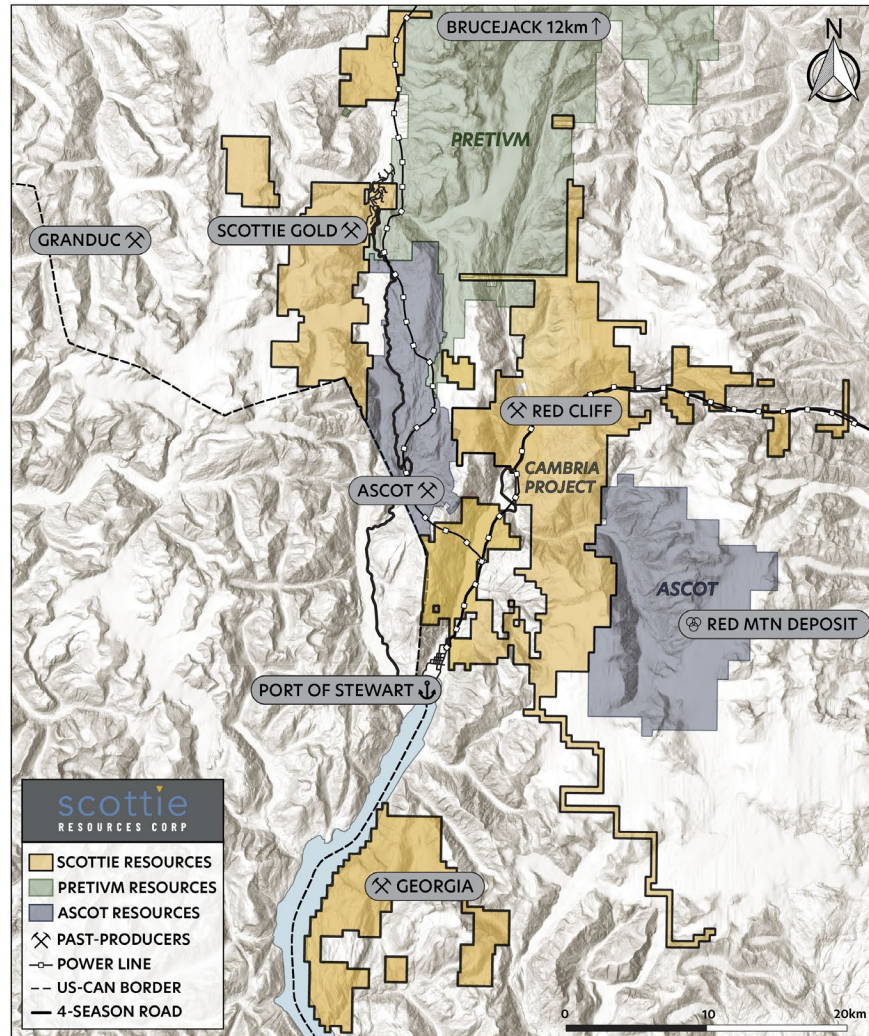 BRUCEJACK 12km ↑
N
PRETIVM
SCOTTIE GOLD
GRANDUC
RED CLIFF
CAMBRIA
PROJECT
ASCOT
ASCOT
RED MTN DEPOSIT
PORT OF STEWART
GEORGIA
scottie
RESOURCES CORP
SCOTTIE RESOURCES
PRETIVM RESOURCES
ASCOT RESOURCES
PAST-PRODUCERS
POWER LINE
US-CAN BORDER
4-SEASON ROAD
0 10 20km